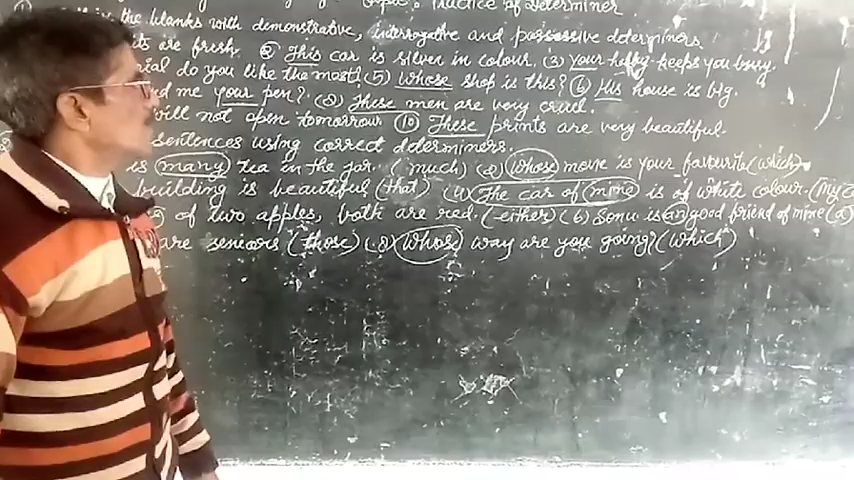 Topic:- Practice of Determiner
the blanks with demonstrative, interrogative and possessive determiners
are fresh. (2) This car is silver in colour. (3) Your keeps you busy.
do you like the most? (5) Whose shop is this? (6) His house is big.
me your pen? (8) These men are very cruel.
will not open tomorrow (10) These prints are very beautiful.
sentences using correct determiners.
is many tea in the jar. (much) (2) Whose movie is your favourite (which)
building is beautiful (that) (4) The car of mine is of white colour. (My
of two apples, both are red. (either) (6) Sonu is an good friend of mine (a)
are seniors (those) (8) Whose way are you going? (which)